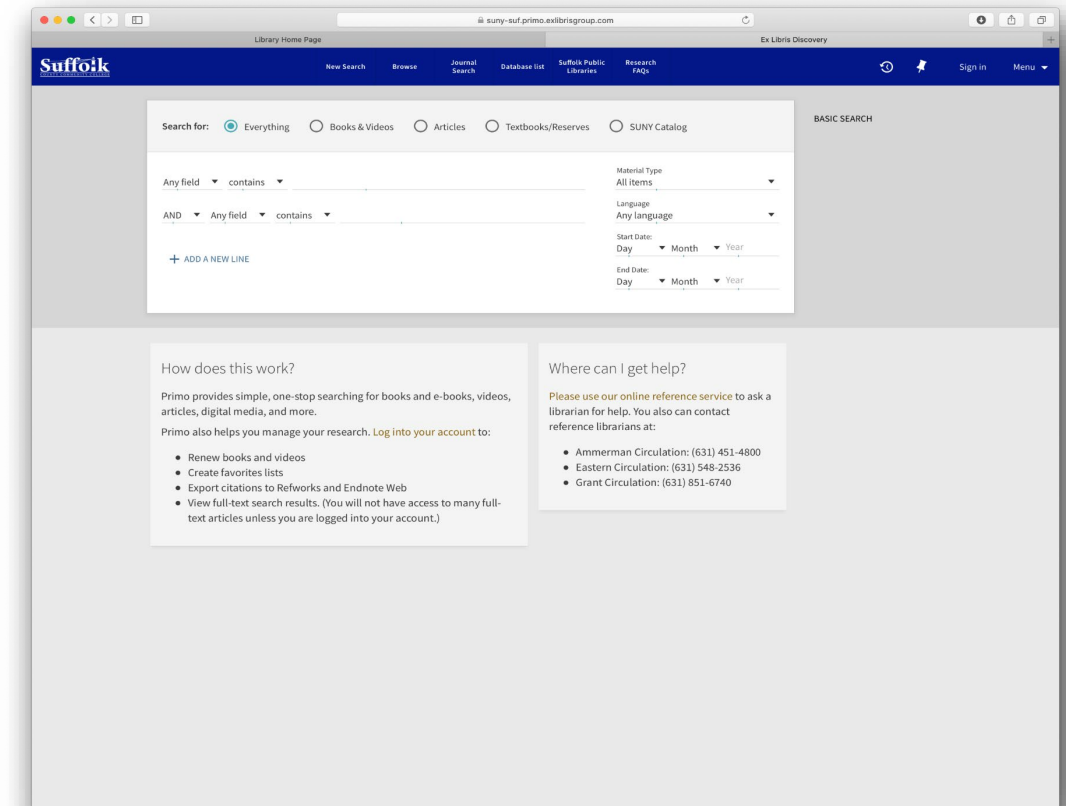 suny-suf.primo.exlibrisgroup.com
Library Home Page
Ex Libris Discovery
Suffolk
New Search
Browse
Journal
Search
Database list
Suffolk Public
Libraries
Research
FAQs
Sign in
Menu
Search for:
Everything
Books & Videos
Articles
Textbooks/Reserves
SUNY Catalog
BASIC SEARCH
Any field contains
AND Any field contains
+ ADD A NEW LINE
Material Type
All items
Language
Any language
Start Date:
Day Month Year
End Date:
Day Month Year
How does this work?
Primo provides simple, one-stop searching for books and e-books, videos,
articles, digital media, and more.
Primo also helps you manage your research. Log into your account to:
• Renew books and videos
• Create favorites lists
• Export citations to Refworks and Endnote Web
• View full-text search results. (You will not have access to many full-
text articles unless you are logged into your account.)
Where can I get help?
Please use our online reference service to ask a
librarian for help. You also can contact
reference librarians at:
• Ammerman Circulation: (631) 451-4800
• Eastern Circulation: (631) 548-2536
• Grant Circulation: (631) 851-6740